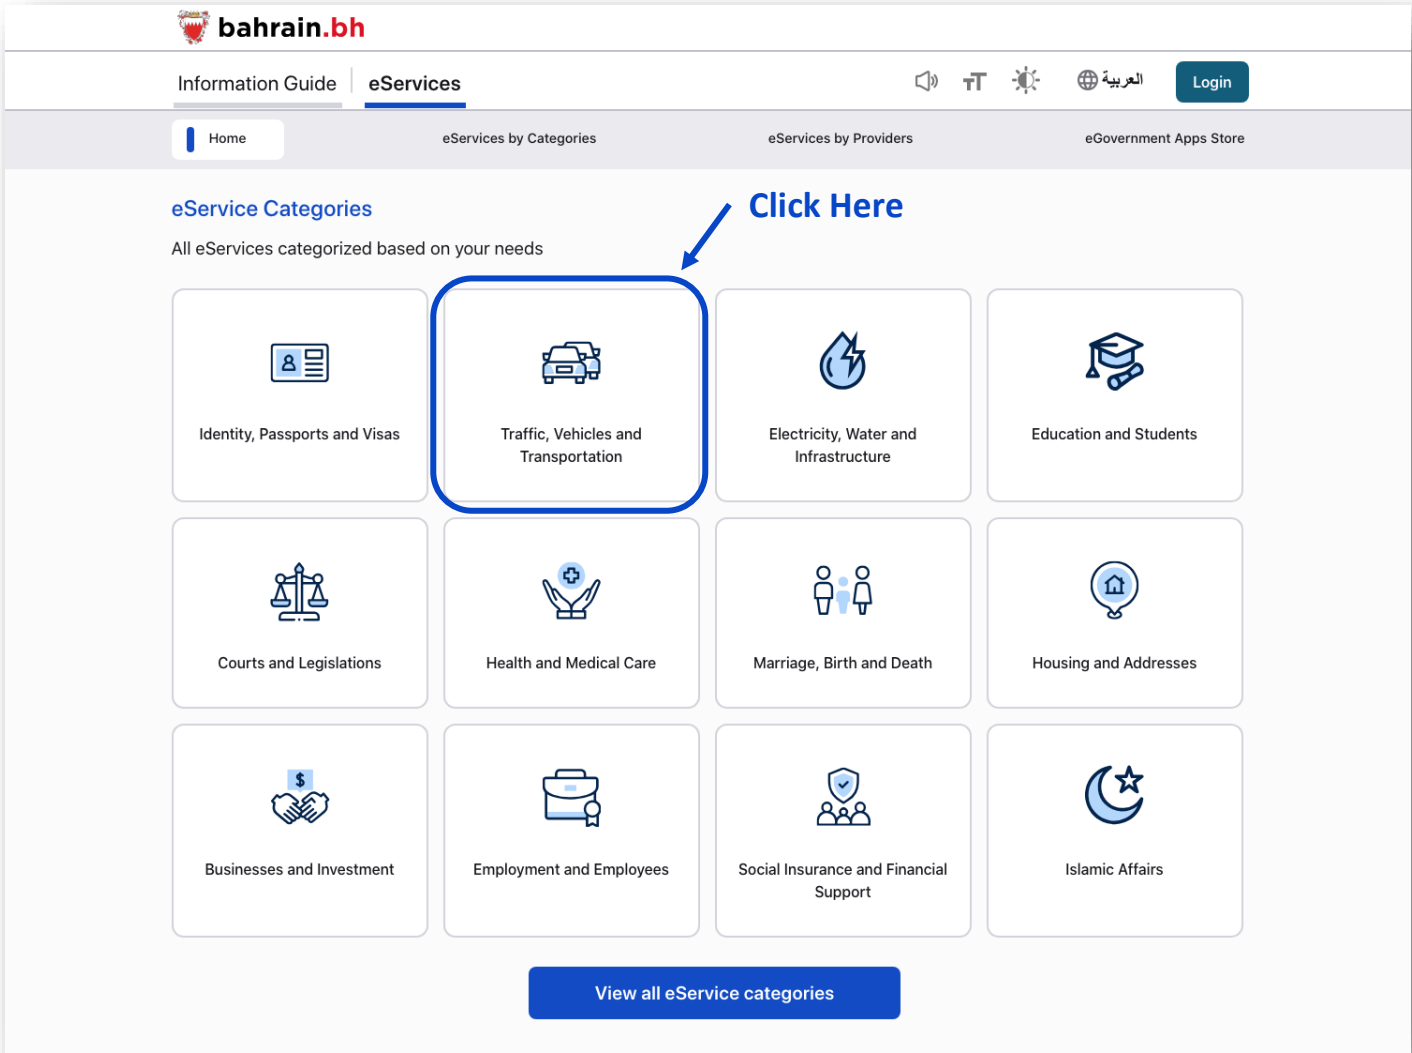 bahrain.bh
Information Guide
eServices
العربية
Login
Home
eServices by Categories
eServices by Providers
eGovernment Apps Store
eService Categories
Click Here
All eServices categorized based on your needs
Identity, Passports and Visas
Traffic, Vehicles and
Transportation
Electricity, Water and
Infrastructure
Education and Students
Courts and Legislations
Health and Medical Care
Marriage, Birth and Death
Housing and Addresses
$
Businesses and Investment
Employment and Employees
Social Insurance and Financial
Support
Islamic Affairs
View all eService categories